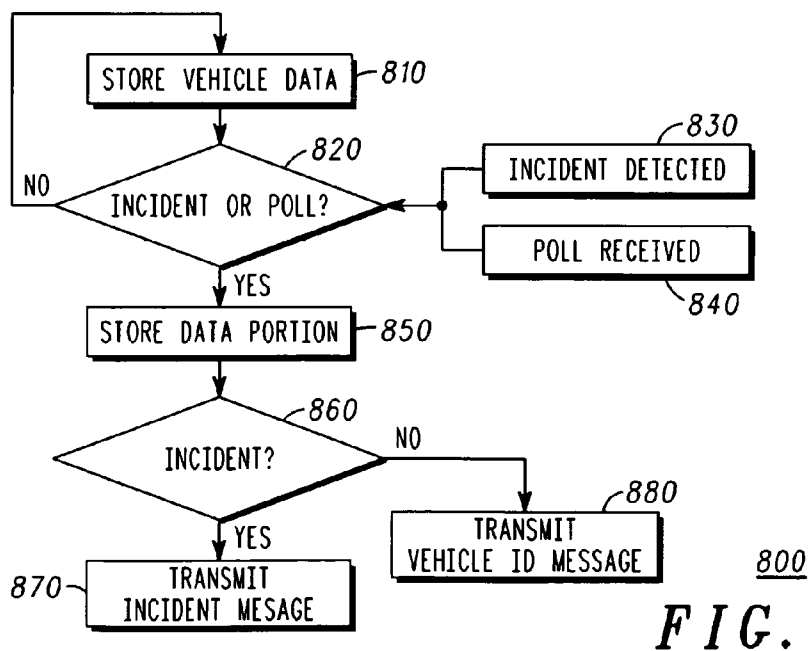 STORE VEHICLE DATA
810
820
830
NO
INCIDENT OR POLL?
INCIDENT DETECTED
POLL RECEIVED
840
YES
STORE DATA PORTION
850
860
INCIDENT?
NO
880
YES
TRANSMIT
VEHICLE ID MESSAGE
870
TRANSMIT
INCIDENT MESAGE
800
FIG.